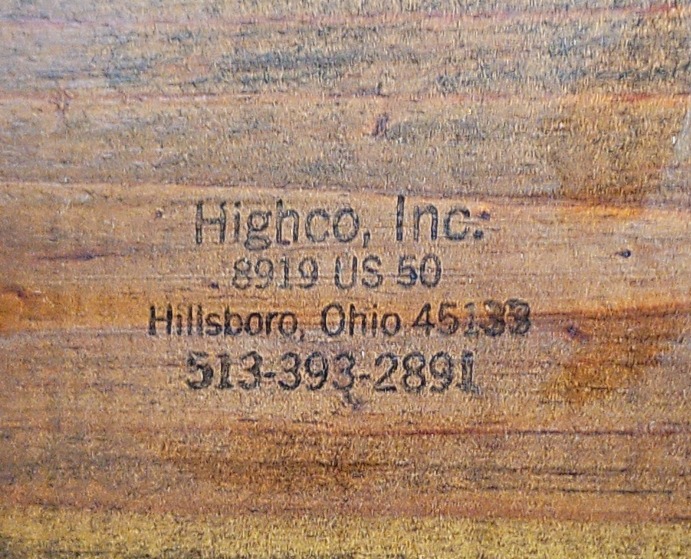 Highco, Inc.
8919 US 50
Hillsboro, Ohio 45133
513-393-2891